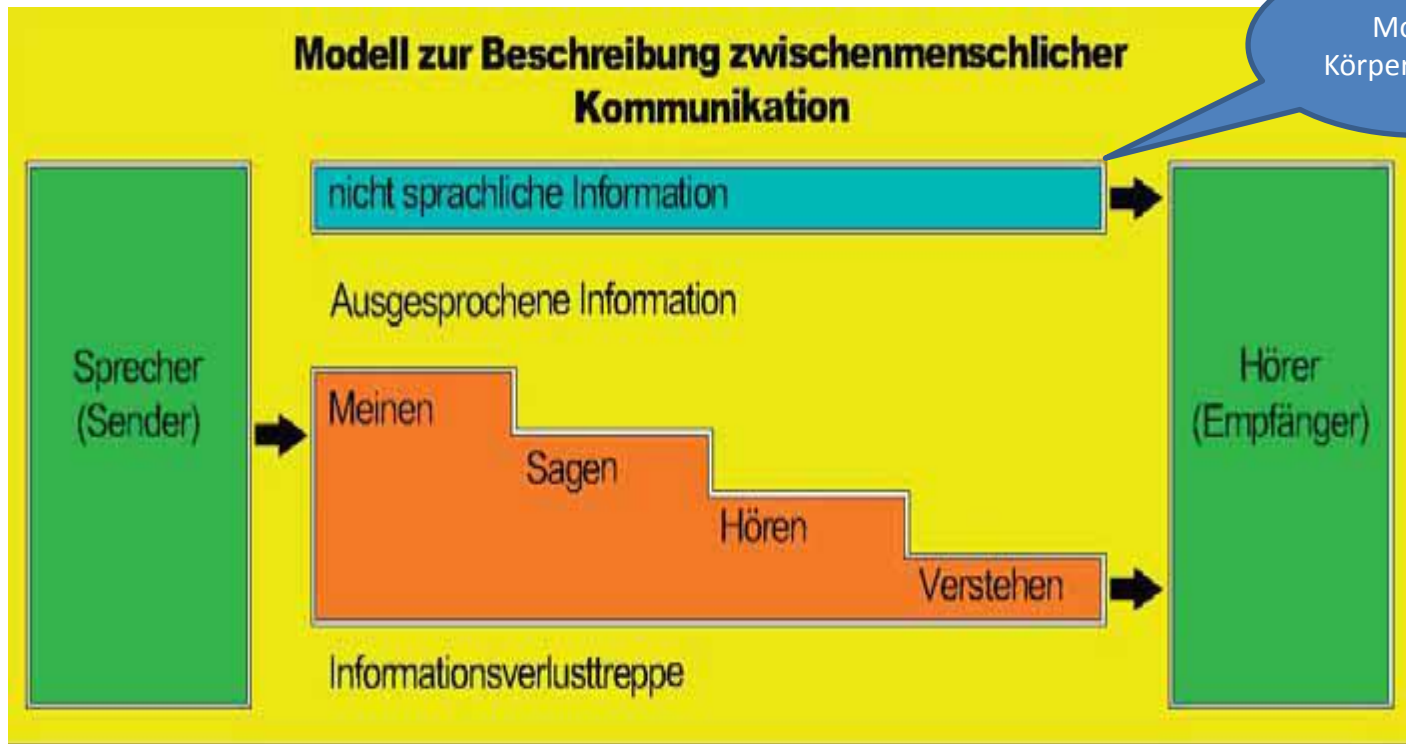 Modell zur Beschreibung zwischenmenschlicher
Kommunikation
nicht sprachliche Information
Ausgesprochene Information
Sprecher
(Sender)
Meinen
Sagen
Hören
Verstehen
Hörer
(Empfänger)
Informationsverlusttreppe